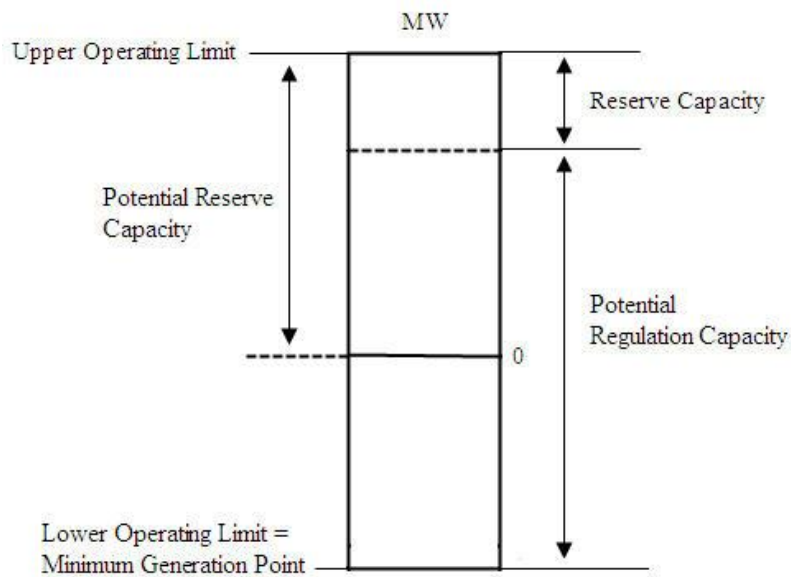 MW
Upper Operating Limit
Reserve Capacity
Potential Reserve
Capacity
Potential
Regulation Capacity
0
Lower Operating Limit =
Minimum Generation Point